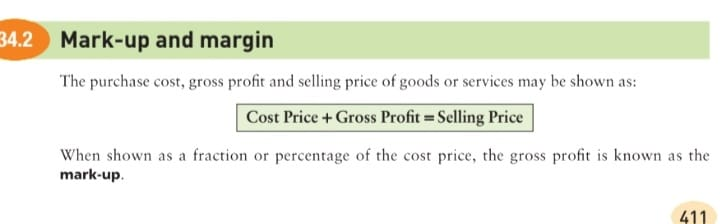 34.2 Mark-up and margin
The purchase cost, gross profit and selling price of goods or services may be shown as:
Cost Price + Gross Profit = Selling Price
When shown as a fraction or percentage of the cost price, the gross profit is known as the
mark-up.
411